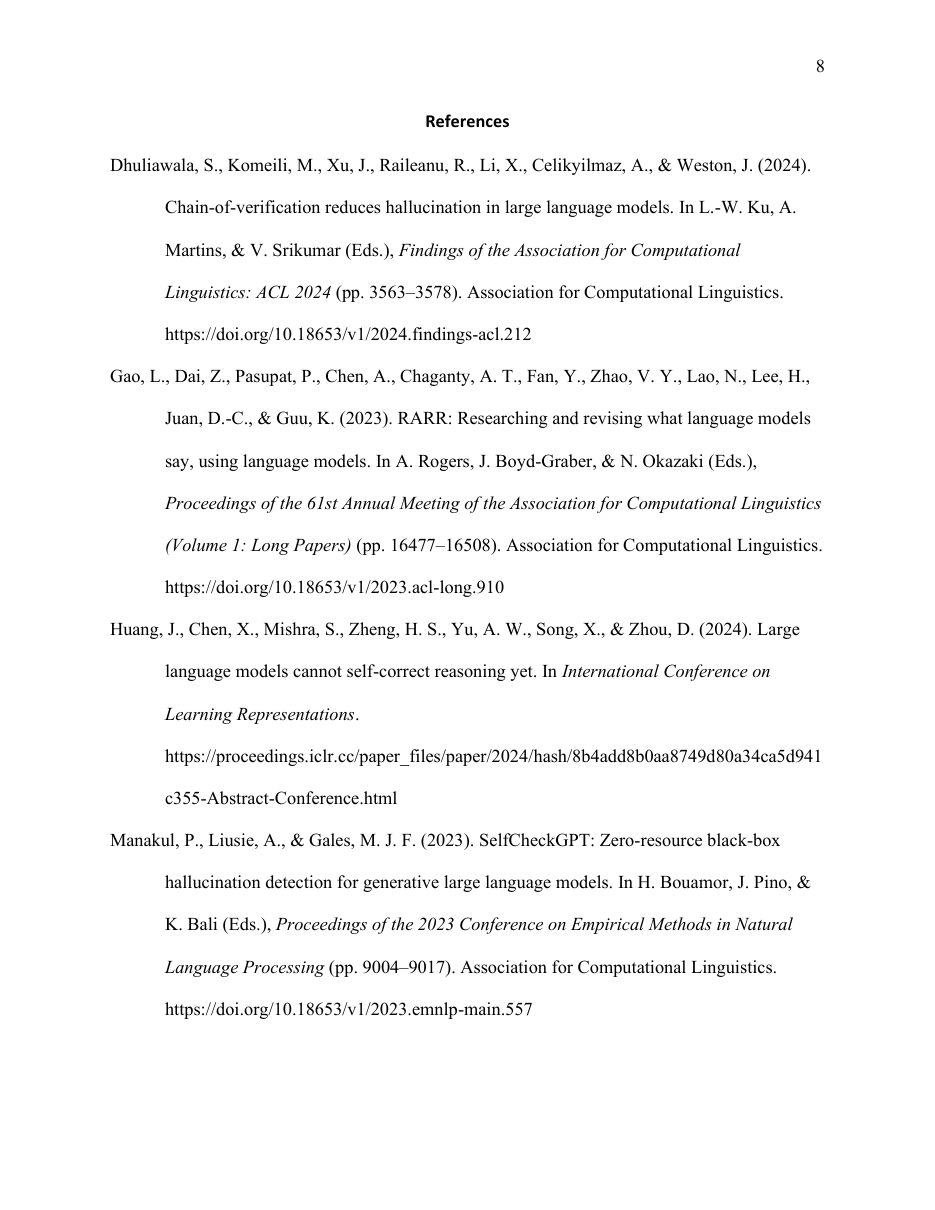 8
References
Dhuliawala, S., Komeili, M., Xu, J., Raileanu, R., Li, X., Celikyilmaz, A., & Weston, J. (2024).
Chain-of-verification reduces hallucination in large language models. In L.-W. Ku, A.
Martins, & V. Srikumar (Eds.), Findings of the Association for Computational
Linguistics: ACL 2024 (pp. 3563–3578). Association for Computational Linguistics.
https://doi.org/10.18653/v1/2024.findings-acl.212
Gao, L., Dai, Z., Pasupat, P., Chen, A., Chaganty, A. T., Fan, Y., Zhao, V. Y., Lao, N., Lee, H.,
Juan, D.-C., & Guu, K. (2023). RARR: Researching and revising what language models
say, using language models. In A. Rogers, J. Boyd-Graber, & N. Okazaki (Eds.),
Proceedings of the 61st Annual Meeting of the Association for Computational Linguistics
(Volume 1: Long Papers) (pp. 16477–16508). Association for Computational Linguistics.
https://doi.org/10.18653/v1/2023.acl-long.910
Huang, J., Chen, X., Mishra, S., Zheng, H. S., Yu, A. W., Song, X., & Zhou, D. (2024). Large
language models cannot self-correct reasoning yet. In International Conference on
Learning Representations.
https://proceedings.iclr.cc/paper_files/paper/2024/hash/8b4add8b0aa8749d80a34ca5d941
c355-Abstract-Conference.html
Manakul, P., Liusie, A., & Gales, M. J. F. (2023). SelfCheckGPT: Zero-resource black-box
hallucination detection for generative large language models. In H. Bouamor, J. Pino, &
K. Bali (Eds.), Proceedings of the 2023 Conference on Empirical Methods in Natural
Language Processing (pp. 9004–9017). Association for Computational Linguistics.
https://doi.org/10.18653/v1/2023.emnlp-main.557